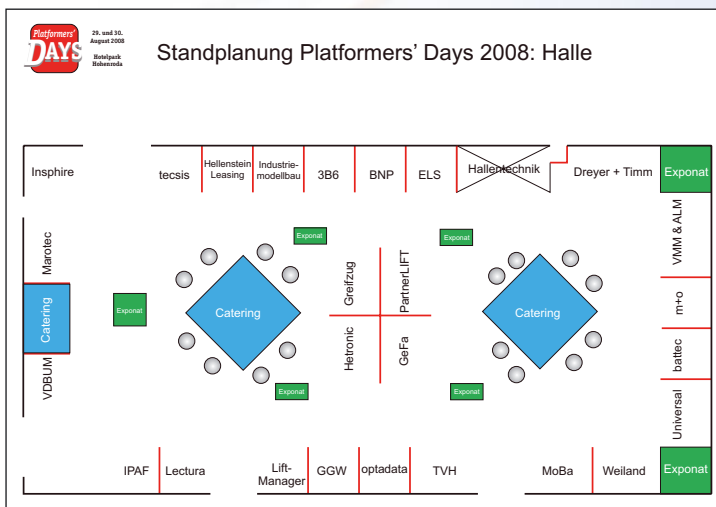 Platformers'
DAYS
29. und 30.
August 2008
Hotelpark
Hohenroda
Standplanung Platformers' Days 2008: Halle
Insphire
tecsis
Hellenstein
Leasing
Industrie-
modellbau
3B6
BNP
ELS
Hallentechnik
Dreyer + Timm
Exponat
Marotec
Catering
VDBUM
Exponat
Exponat
Catering
Exponat
Greifzug
PartnerLIFT
Hetronic
GeFa
Exponat
Catering
Exponat
VMM & ALM
m+o
battec
Universal
IPAF
Lectura
Lift-
Manager
GGW
optadata
TVH
MoBa
Weiland
Exponat